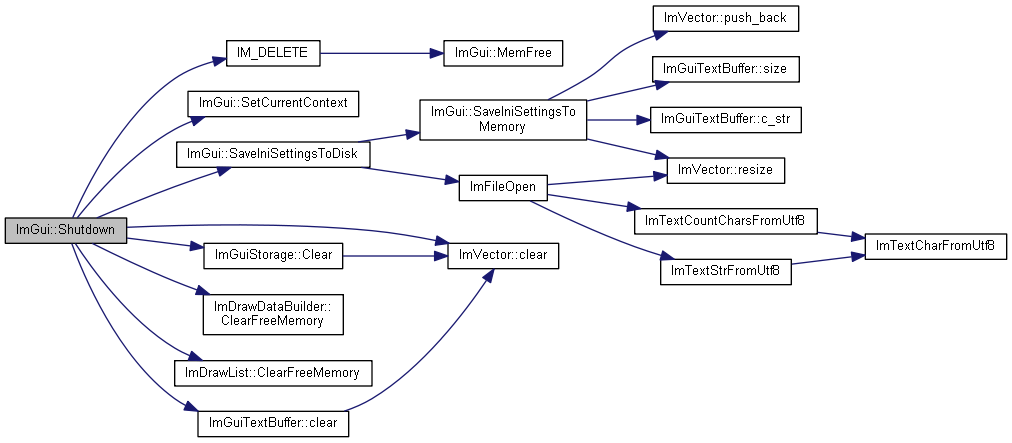 ImVector::push_back
IM_DELETE
ImGui::MemFree
ImGuiTextBuffer::size
ImGui::SetCurrentContext
ImGui::SaveIniSettingsTo
Memory
ImGuiTextBuffer::c_str
ImGui::SaveIniSettingsToDisk
ImVector::resize
ImFileOpen
ImGui::Shutdown
ImTextCountCharsFromUtf8
ImTextCharFromUtf8
ImGuiStorage::Clear
ImVector::clear
ImTextStrFromUtf8
ImDrawDataBuilder::
ClearFreeMemory
ImDrawList::ClearFreeMemory
ImGuiTextBuffer::clear